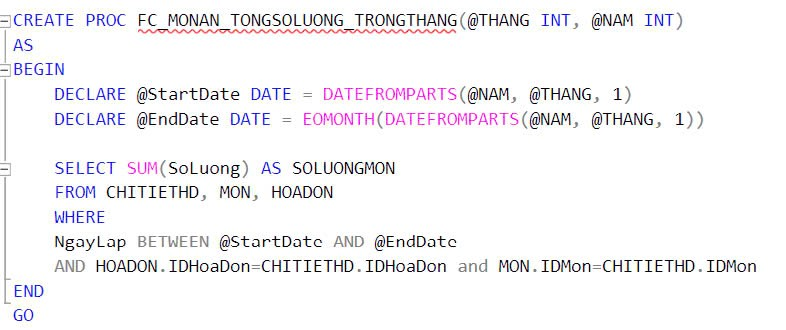 CREATE PROC FC_MONAN_TONGSOLUONG_TRONGTHANG(@THANG INT, @NAM INT)
AS
BEGIN
DECLARE @StartDate DATE = DATEFROMPARTS(@NAM, @THANG, 1)
DECLARE @EndDate DATE = EOMONTH(DATEFROMPARTS(@NAM, @THANG, 1))
SELECT SUM(SoLuong) AS SOLUONGMON
FROM CHITIETHD, MON, HOADON
WHERE
NgayLap BETWEEN @StartDate AND @EndDate
AND HOADON.IDHoaDon=CHITIETHD.IDHoaDon and MON.IDMon=CHITIETHD.IDMon
END
GO